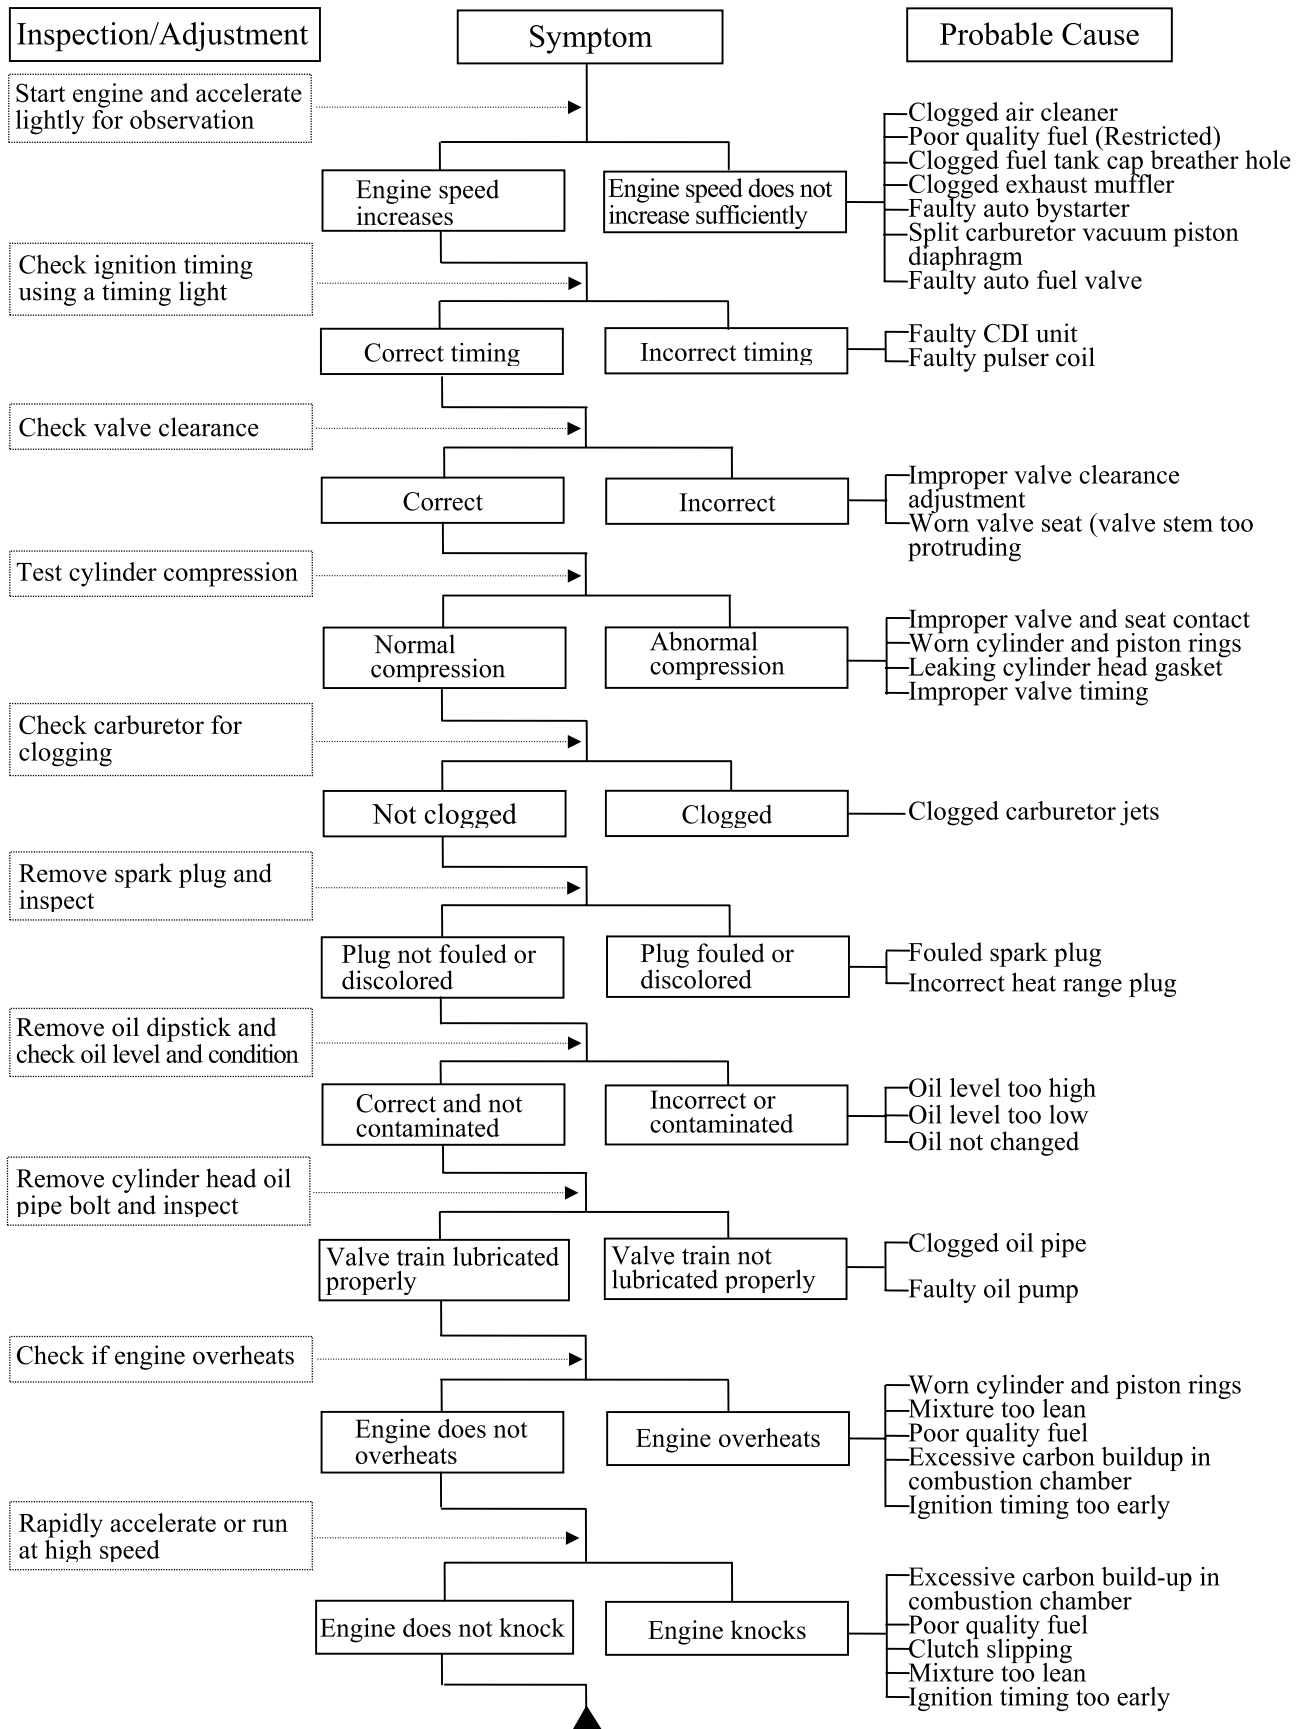 Inspection/Adjustment
Symptom
Probable Cause
Start engine and accelerate
lightly for observation
Engine speed
increases
Engine speed does not
increase sufficiently
Clogged air cleaner
Poor quality fuel (Restricted)
Clogged fuel tank cap breather hole
Clogged exhaust muffler
Faulty auto bystarter
Split carburetor vacuum piston
diaphragm
Faulty auto fuel valve
Check ignition timing
using a timing light
Correct timing
Incorrect timing
Faulty CDI unit
Faulty pulser coil
Check valve clearance
Correct
Incorrect
Improper valve clearance
adjustment
Worn valve seat (valve stem too
protruding
Test cylinder compression
Normal
compression
Abnormal
compression
Improper valve and seat contact
Worn cylinder and piston rings
Leaking cylinder head gasket
Improper valve timing
Check carburetor for
clogging
Not clogged
Clogged
Clogged carburetor jets
Remove spark plug and
inspect
Plug not fouled or
discolored
Plug fouled or
discolored
Fouled spark plug
Incorrect heat range plug
Remove oil dipstick and
check oil level and condition
Correct and not
contaminated
Incorrect or
contaminated
Oil level too high
Oil level too low
Oil not changed
Remove cylinder head oil
pipe bolt and inspect
Valve train lubricated
properly
Valve train not
lubricated properly
Clogged oil pipe
Faulty oil pump
Check if engine overheats
Engine does not
overheats
Engine overheats
Worn cylinder and piston rings
Mixture too lean
Poor quality fuel
Excessive carbon buildup in
combustion chamber
Ignition timing too early
Rapidly accelerate or run
at high speed
Engine does not knock
Engine knocks
Excessive carbon build-up in
combustion chamber
Poor quality fuel
Clutch slipping
Mixture too lean
Ignition timing too early